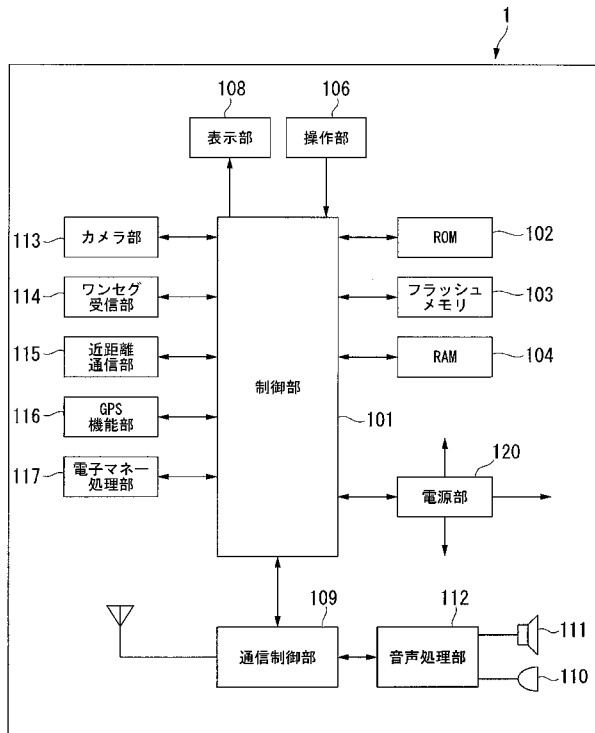 1
108
106
表示部
操作部
113
カメラ部
ROM
102
114
ワンセグ
受信部
フラッシュ
メモリ
103
115
近距離
通信部
RAM
104
制御部
101
116
GPS
機能部
117
電子マネー
処理部
120
電源部
109
通信制御部
112
音声処理部
111
110